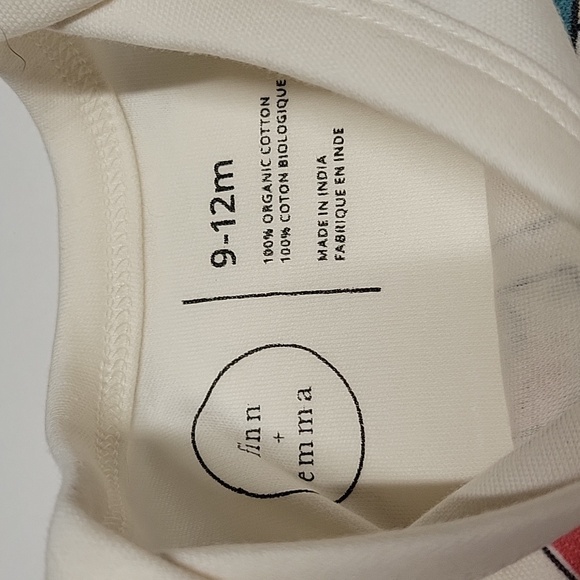 finn
+
emma
9-12m
100% ORGANIC COTTON
100% COTON BIOLOGIQUE
MADE IN INDIA
FABRIQUE EN INDE